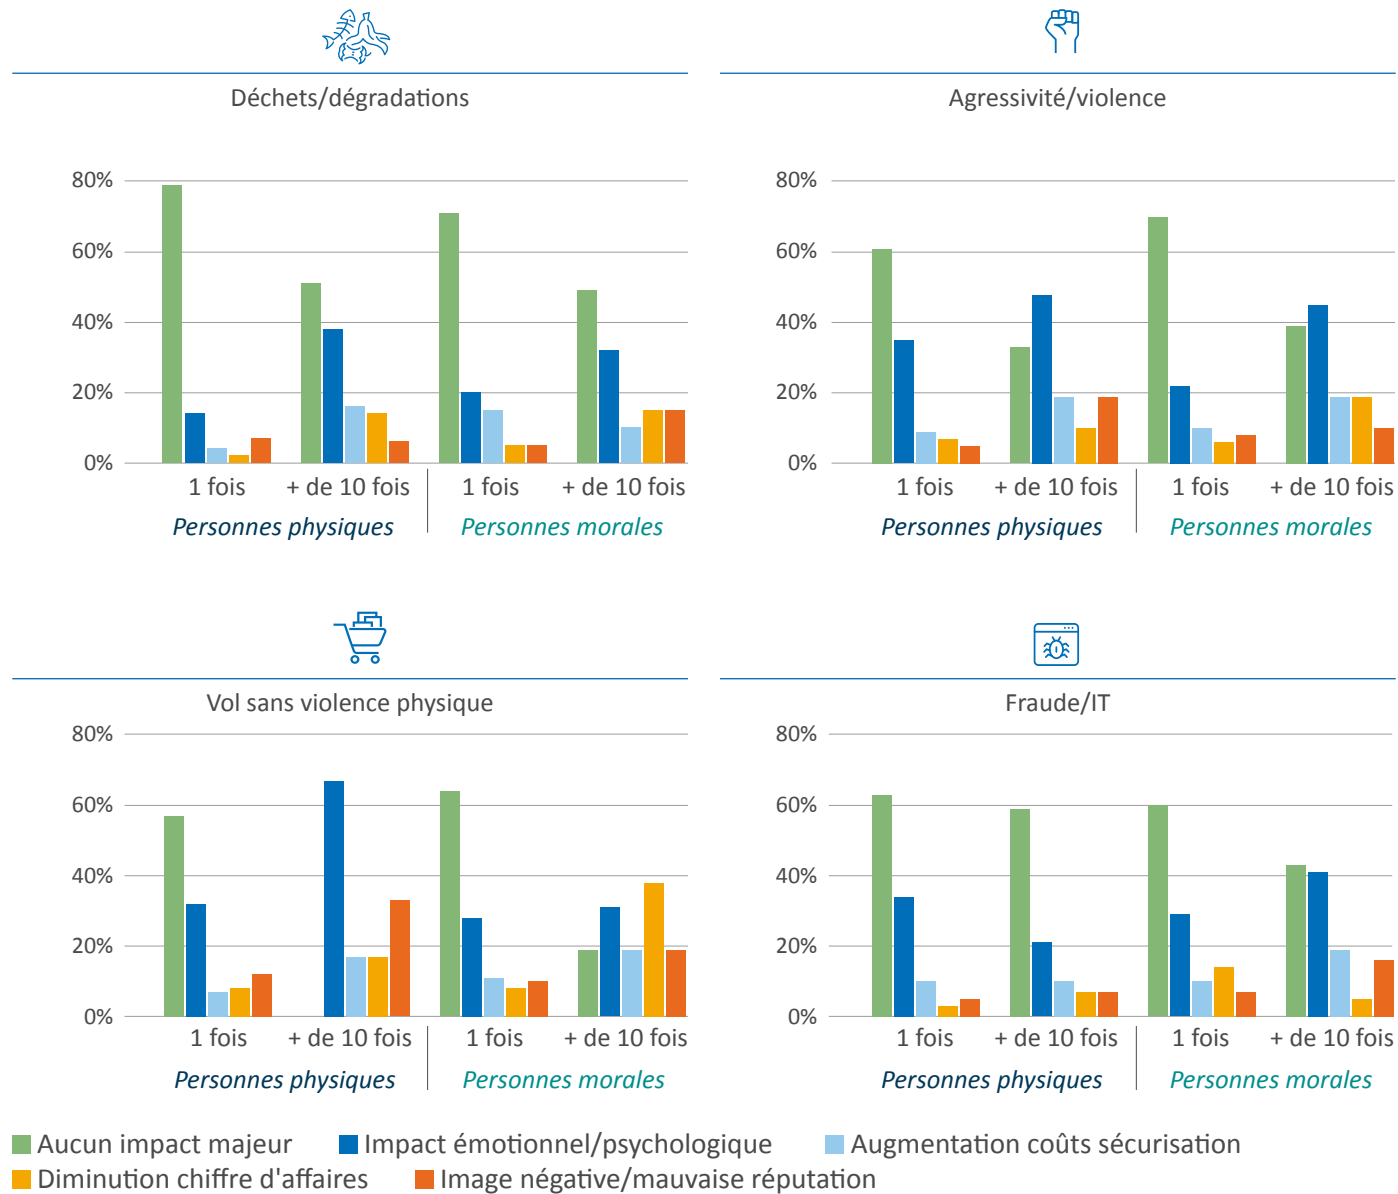 Déchets/dégradations
80%
60%
40%
20%
0%
1 fois + de 10 fois 1 fois + de 10 fois
Personnes physiques Personnes morales
Agressivité/violence
80%
60%
40%
20%
0%
1 fois + de 10 fois 1 fois + de 10 fois
Personnes physiques Personnes morales
Vol sans violence physique
80%
60%
40%
20%
0%
1 fois + de 10 fois 1 fois + de 10 fois
Personnes physiques Personnes morales
Fraude/IT
80%
60%
40%
20%
0%
1 fois + de 10 fois 1 fois + de 10 fois
Personnes physiques Personnes morales
Aucun impact majeur Impact émotionnel/psychologique Augmentation coûts sécurisation
Diminution chiffre d'affaires Image négative/mauvaise réputation